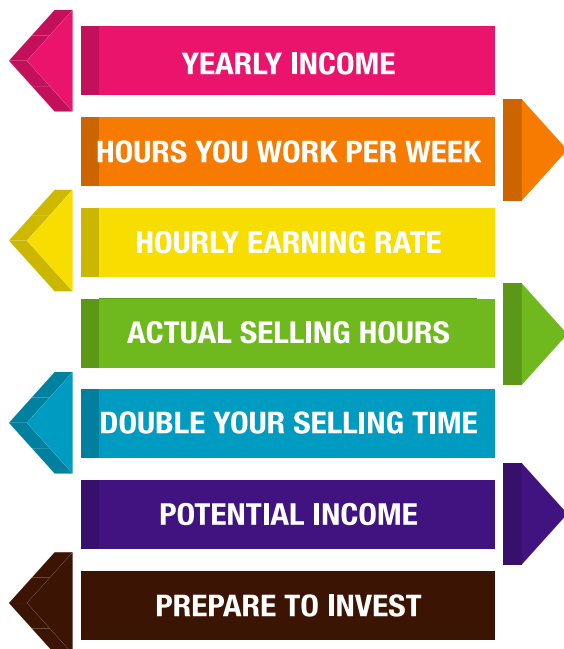 YEARLY INCOME
HOURS YOU WORK PER WEEK
HOURLY EARNING RATE
ACTUAL SELLING HOURS
DOUBLE YOUR SELLING TIME
POTENTIAL INCOME
PREPARE TO INVEST